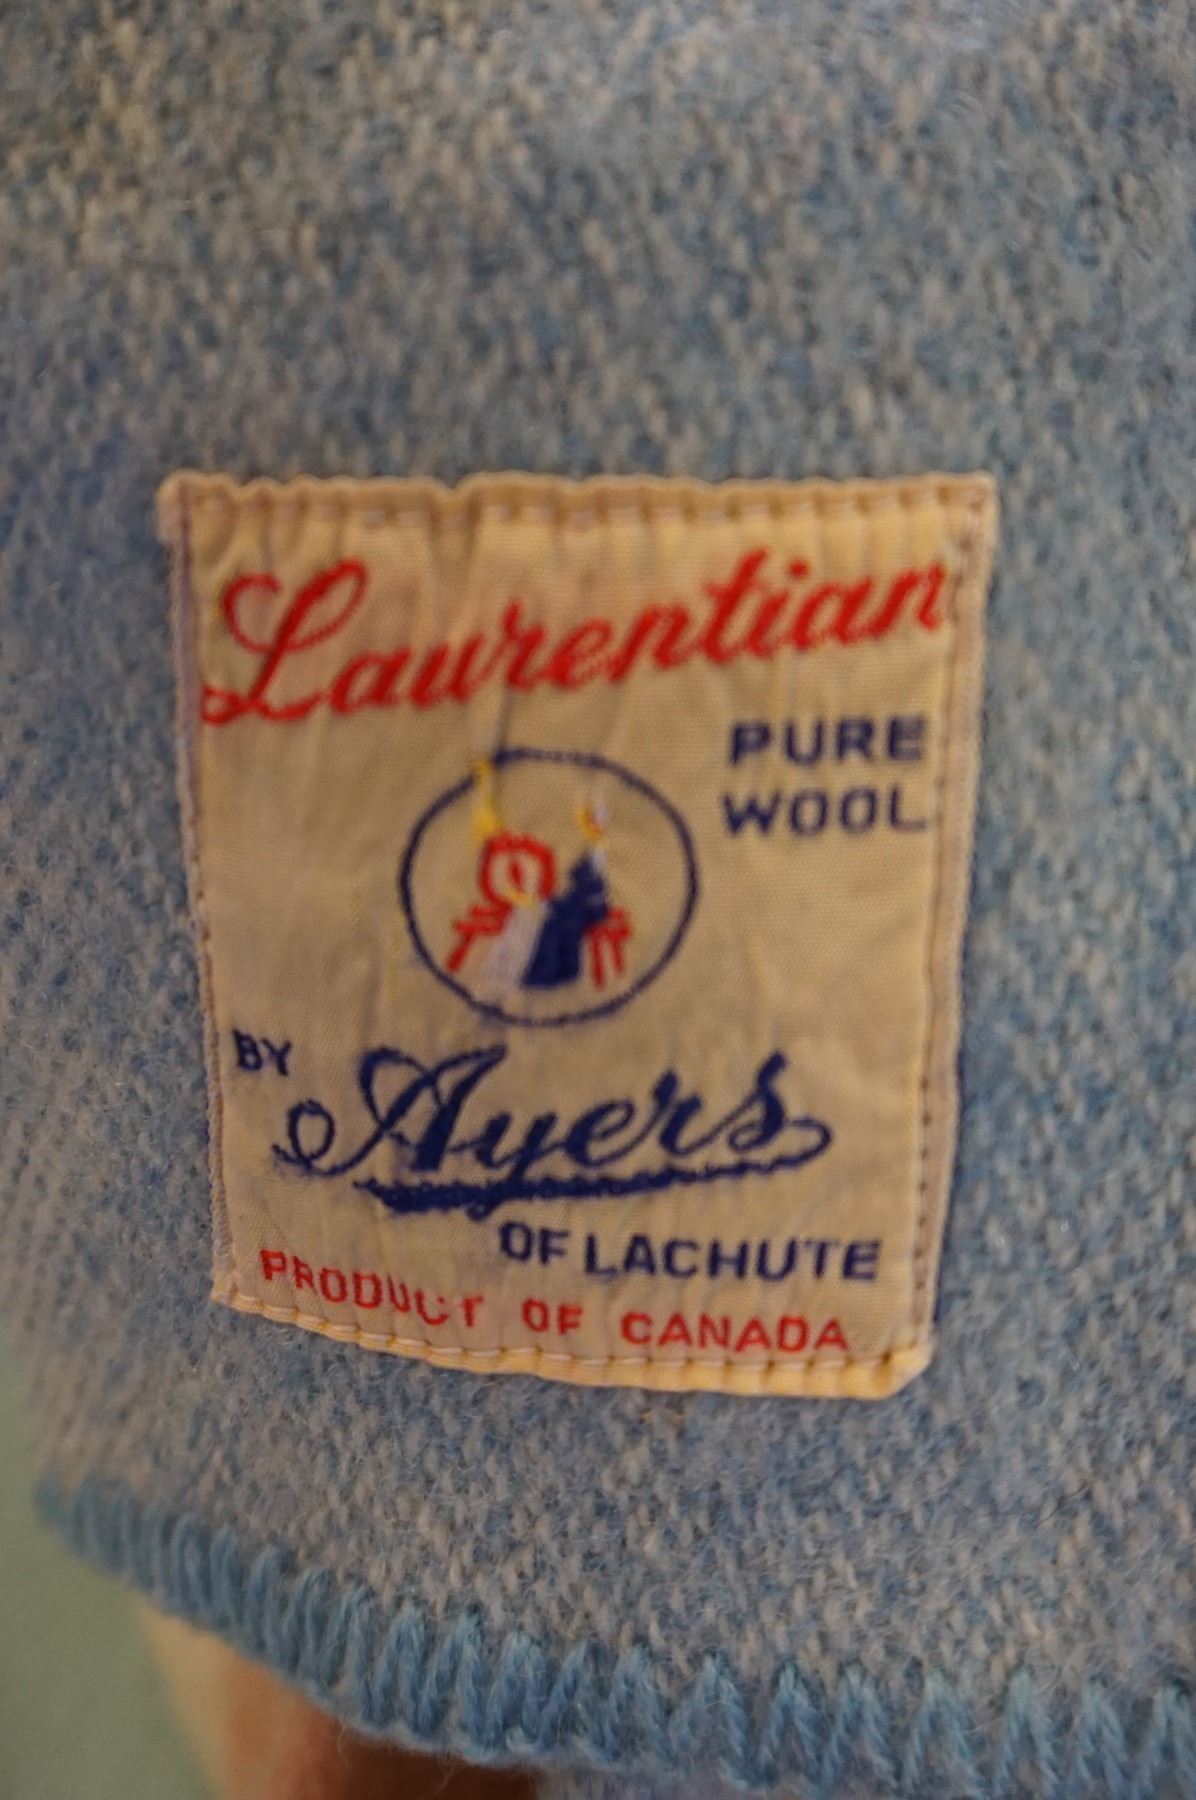 Laurentian
PURE
WOOL
BY Ayers
OF LACHUTE
PRODUCT OF CANADA